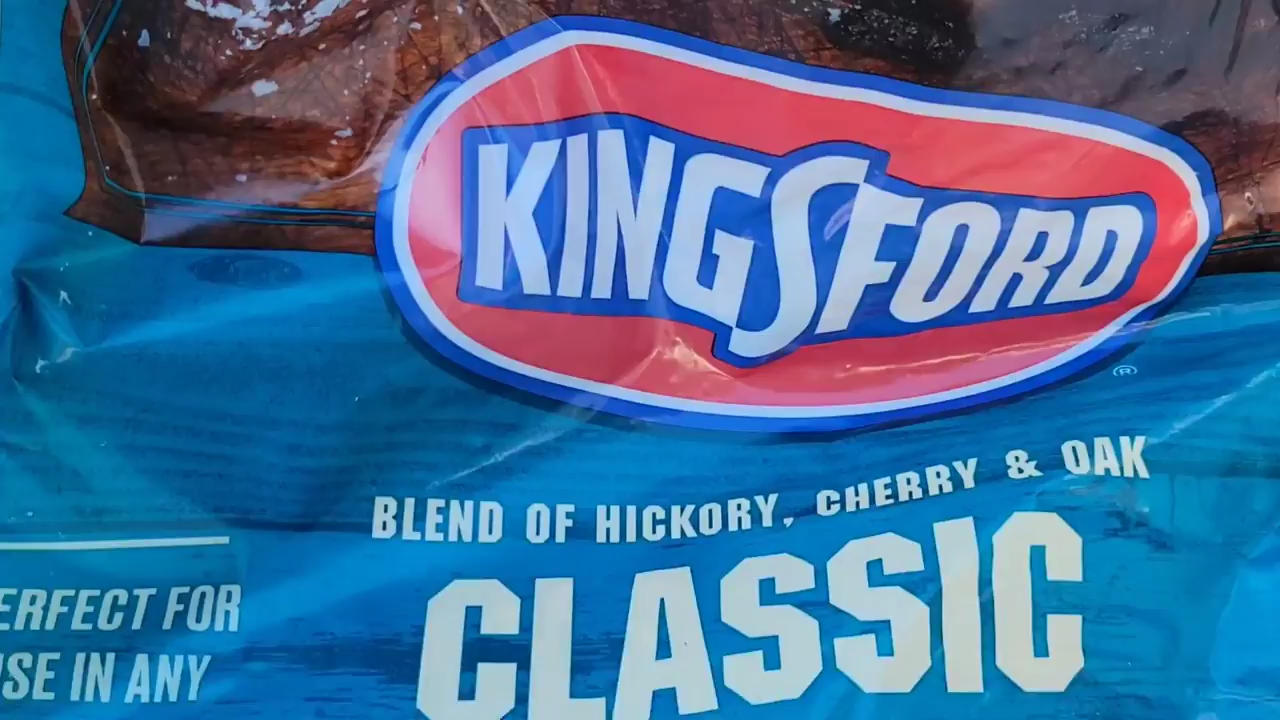 KINGSFORD
®
BLEND OF HICKORY, CHERRY & OAK
CLASSIC
ERFECT FOR
SE IN ANY